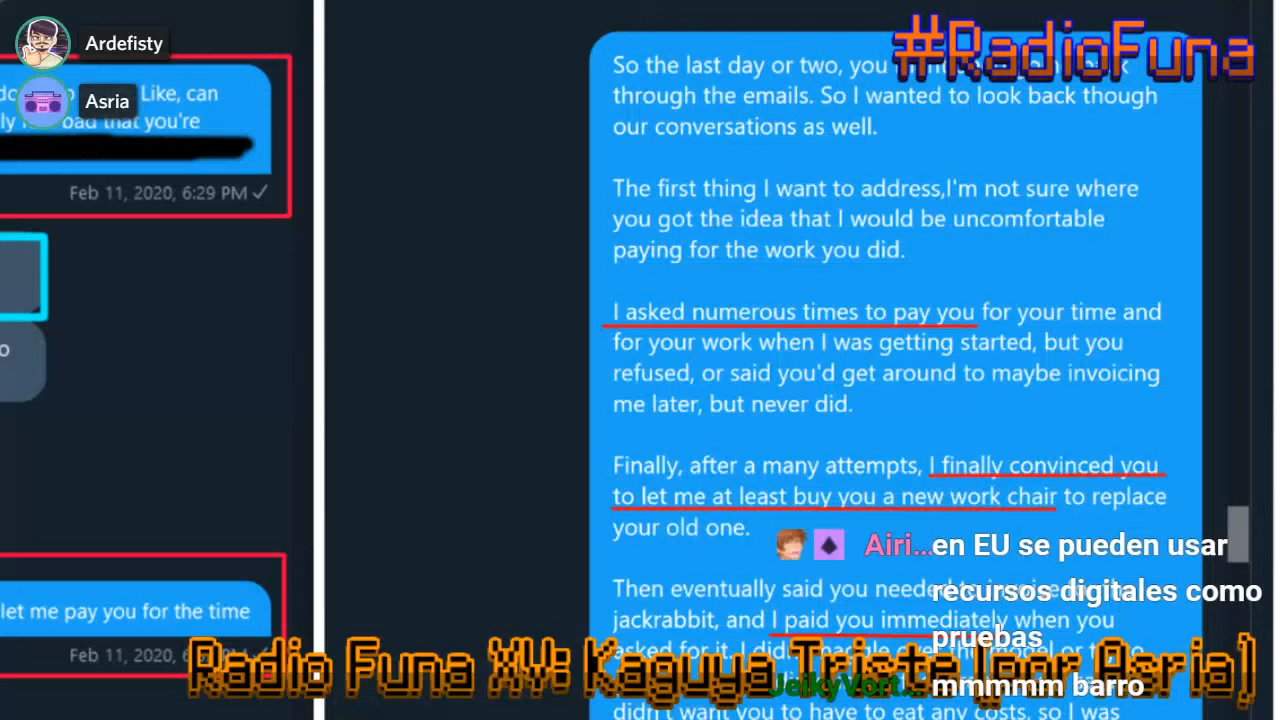 Ardefisty
Asria
#RadioFuna
Like, can
bad that you're
Feb 11, 2020, 6:29 PM ✓
let me pay you for the time
Feb 11, 2020,
So the last day or two, you
through the emails. So I wanted to look back though
our conversations as well.
The first thing I want to address,I'm not sure where
you got the idea that I would be uncomfortable
paying for the work you did.
I asked numerous times to pay you for your time and
for your work when I was getting started, but you
refused, or said you'd get around to maybe invoicing
me later, but never did.
Finally, after a many attempts, I finally convinced you
to let me at least buy you a new work chair to replace
your old one.
Then eventually said you needed to
jackrabbit, and I paid you immediately when you
asked for it. I
didn't want you to have to eat any costs, so I was
Airi... en EU se pueden usar
recursos digitales como
pruebas
JeikyVort... mmmmm barro
Radio Funa XV: Kaguya Triste (por Asria)